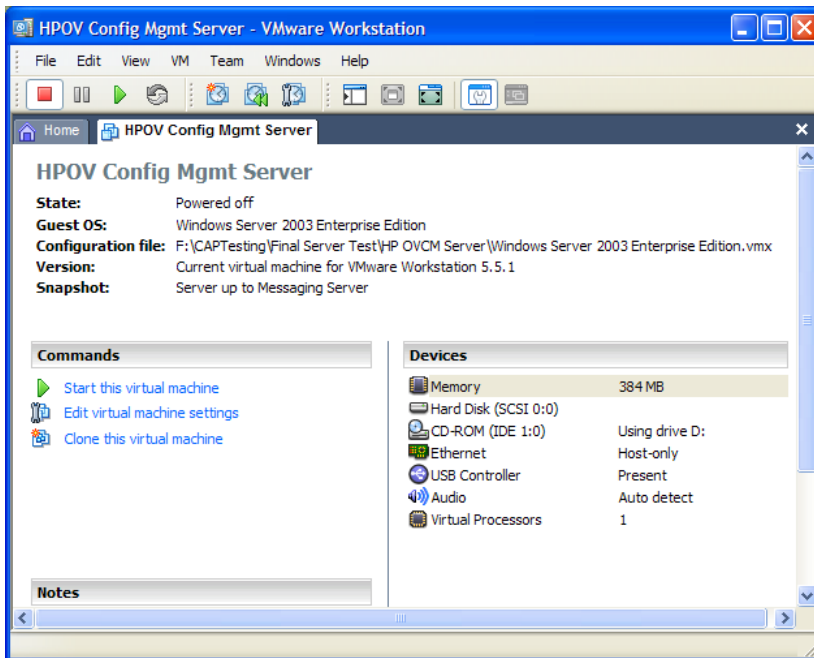 HPOV Config Mgmt Server - VMware Workstation
File Edit View VM Team Windows Help
Home HPOV Config Mgmt Server
HPOV Config Mgmt Server
State: Powered off
Guest OS: Windows Server 2003 Enterprise Edition
Configuration file: F:\CAPTesting\Final Server Test\HP OVCM Server\Windows Server 2003 Enterprise Edition.vmx
Version: Current virtual machine for VMware Workstation 5.5.1
Snapshot: Server up to Messaging Server
Commands
Start this virtual machine
Edit virtual machine settings
Clone this virtual machine
Devices
Memory 384 MB
Hard Disk (SCSI 0:0)
CD-ROM (IDE 1:0) Using drive D:
Ethernet Host-only
USB Controller Present
Audio Auto detect
Virtual Processors 1
Notes